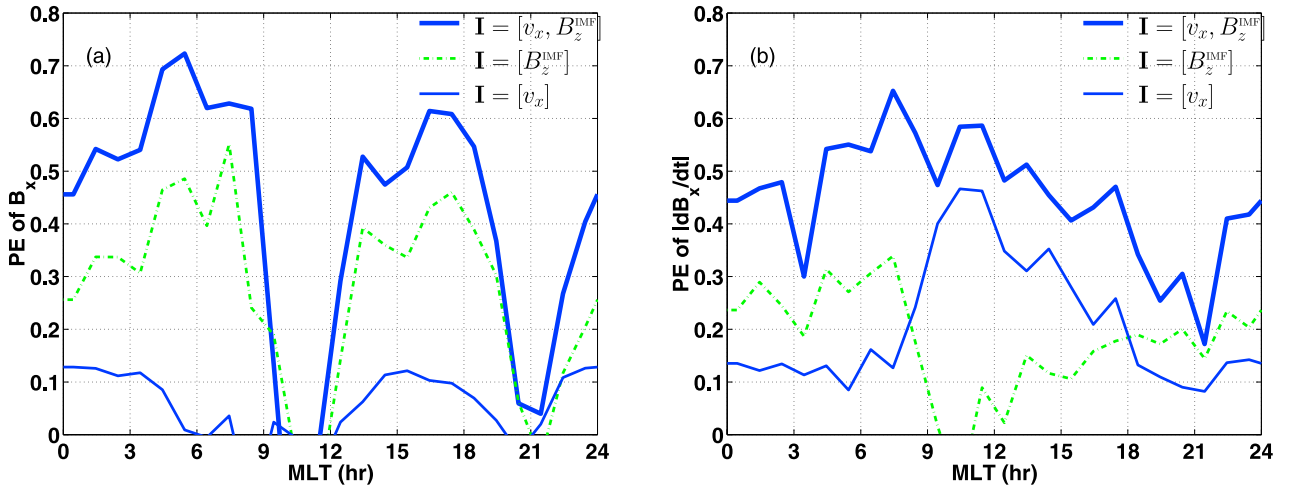 (a)
I = [v_x, B_z^IMF]
I = [B_z^IMF]
I = [v_x]
PE of B_x
0.8
0.7
0.6
0.5
0.4
0.3
0.2
0.1
0
0 3 6 9 12 15 18 21 24
MLT (hr)
(b)
I = [v_x, B_z^IMF]
I = [B_z^IMF]
I = [v_x]
PE of |dB_x/dt|
0.8
0.7
0.6
0.5
0.4
0.3
0.2
0.1
0
0 3 6 9 12 15 18 21 24
MLT (hr)